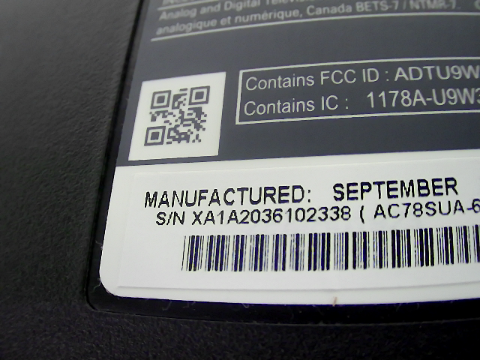 Analog and Digital Televis
analogique et numérique, Canada BETS-7 / NTMR-7.
Contains FCC ID : ADTU9W
Contains IC : 1178A-U9W3
MANUFACTURED: SEPTEMBER
S/N XA1A2036102338 ( AC78SUA-6